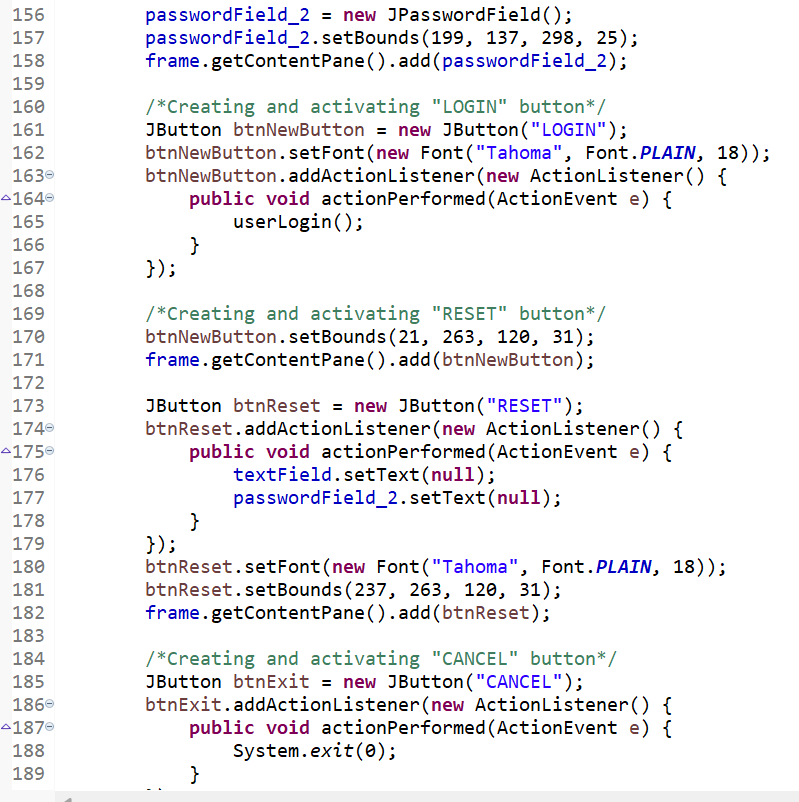 156 passwordField_2 = new JPasswordField();
157 passwordField_2.setBounds(199, 137, 298, 25);
158 frame.getContentPane().add(passwordField_2);
159
160 /*Creating and activating "LOGIN" button*/
161 JButton btnNewButton = new JButton("LOGIN");
162 btnNewButton.setFont(new Font("Tahoma", Font.PLAIN, 18));
163 btnNewButton.addActionListener(new ActionListener() {
164 public void actionPerformed(ActionEvent e) {
165 userLogin();
166 }
167 });
168
169 /*Creating and activating "RESET" button*/
170 btnNewButton.setBounds(21, 263, 120, 31);
171 frame.getContentPane().add(btnNewButton);
172
173 JButton btnReset = new JButton("RESET");
174 btnReset.addActionListener(new ActionListener() {
175 public void actionPerformed(ActionEvent e) {
176 textField.setText(null);
177 passwordField_2.setText(null);
178 }
179 });
180 btnReset.setFont(new Font("Tahoma", Font.PLAIN, 18));
181 btnReset.setBounds(237, 263, 120, 31);
182 frame.getContentPane().add(btnReset);
183
184 /*Creating and activating "CANCEL" button*/
185 JButton btnExit = new JButton("CANCEL");
186 btnExit.addActionListener(new ActionListener() {
187 public void actionPerformed(ActionEvent e) {
188 System.exit(0);
189 }